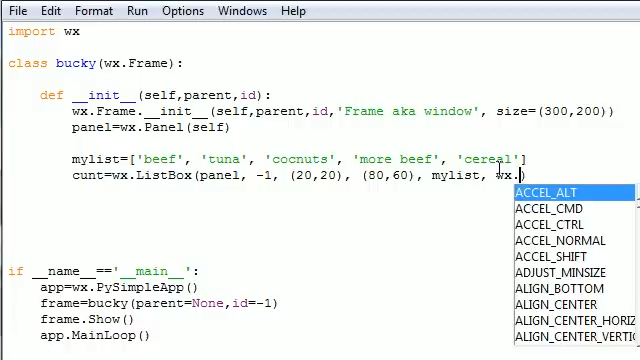 File Edit Format Run Options Windows Help
import wx
class bucky(wx.Frame):
def __init__(self,parent,id):
wx.Frame.__init__(self,parent,id,'Frame aka window', size=(300,200))
panel=wx.Panel(self)
mylist=['beef', 'tuna', 'cocnuts', 'more beef', 'cereal']
cunt=wx.ListBox(panel, -1, (20,20), (80,60), mylist, wx.)
ACCEL_ALT
ACCEL_CMD
ACCEL_CTRL
ACCEL_NORMAL
ACCEL_SHIFT
ADJUST_MINSIZE
ALIGN_BOTTOM
ALIGN_CENTER
ALIGN_CENTER_HORIZ
ALIGN_CENTER_VERTIC
if __name__=='__main__':
app=wx.PySimpleApp()
frame=bucky(parent=None,id=-1)
frame.Show()
app.MainLoop()